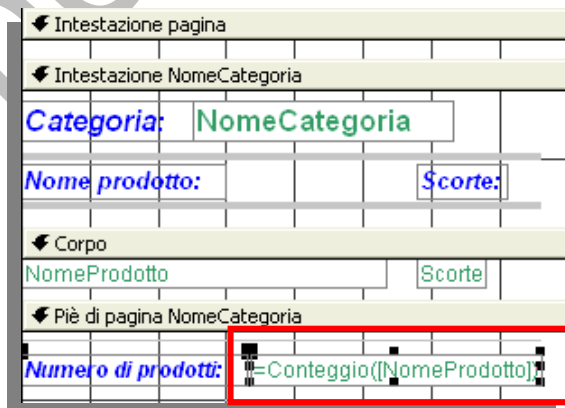 Intestazione pagina
Intestazione NomeCategoria
Categoria: NomeCategoria
Nome prodotto: Scorte:
Corpo
NomeProdotto Scorte
Piè di pagina NomeCategoria
Numero di prodotti: =Conteggio([NomeProdotto])